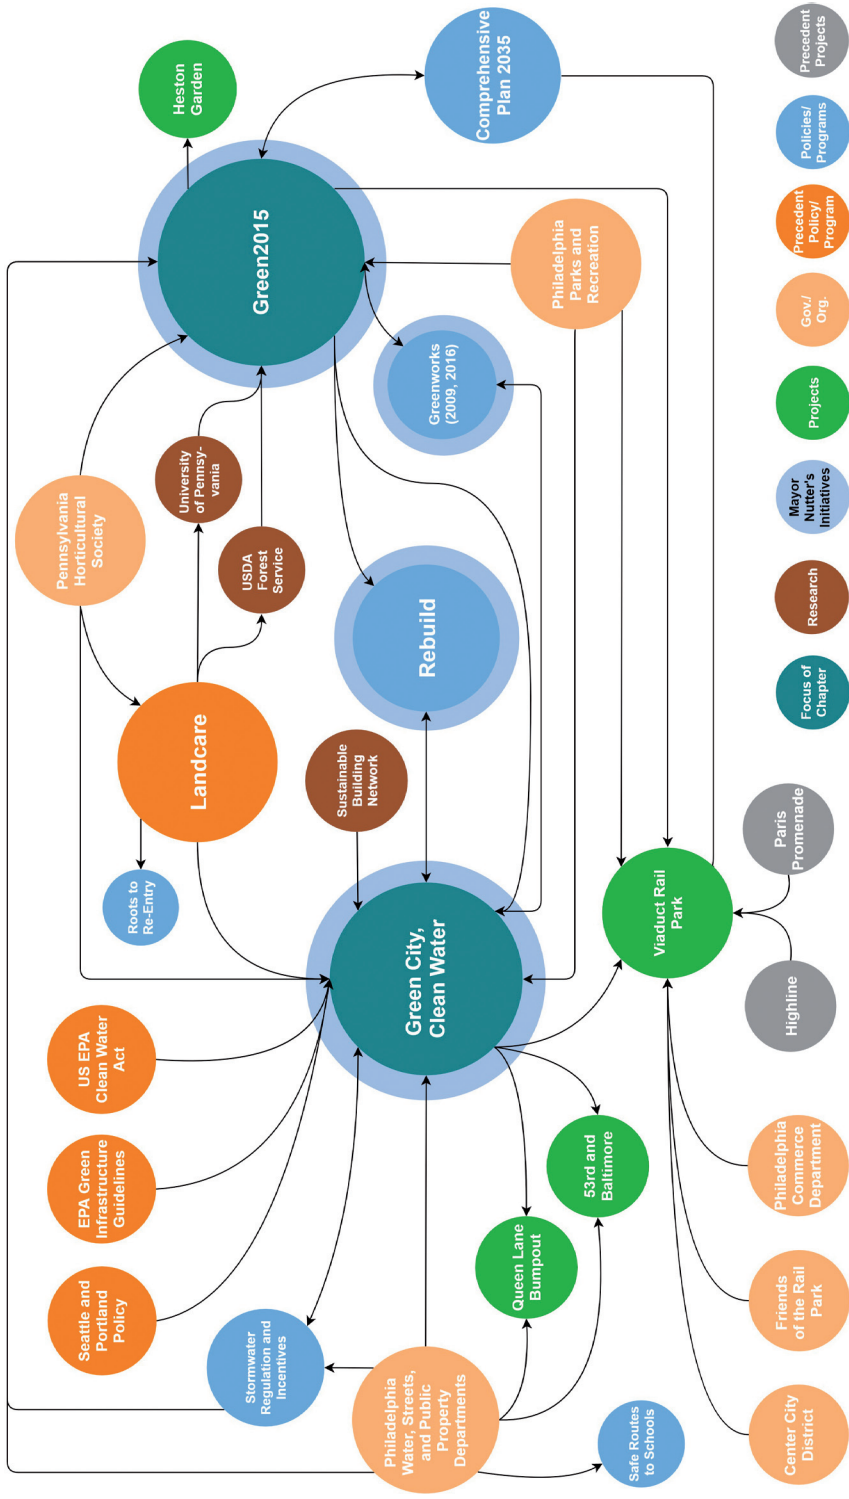 Seattle and
Portland
Policy
EPA Green
Infrastructure
Guidelines
US EPA
Clean Water
Act
Pennsylvania
Horticultural
Society
Heston
Garden
Roots to
Re-Entry
Landcare
University
of Pennsy-
vania
USDA
Forest
Service
Green2015
Stormwater
Regulation and
Incentives
Sustainable
Building
Network
Philadelphia
Water, Streets,
and Public
Property
Departments
Green City,
Clean Water
Rebuild
Greenworks
(2009, 2016)
Comprehensive
Plan 2035
Queen Lane
Bumpout
53rd and
Baltimore
Philadelphia
Parks and
Recreation
Safe Routes
to Schools
Viaduct Rail
Park
Center City
District
Friends
of the Rail
Park
Philadelphia
Commerce
Department
Highline
Paris
Promenade
Focus of
Chapter
Research
Mayor
Nutter's
Initiatives
Projects
Gov./
Org.
Precedent
Policy/
Program
Policies/
Programs
Precedent
Projects